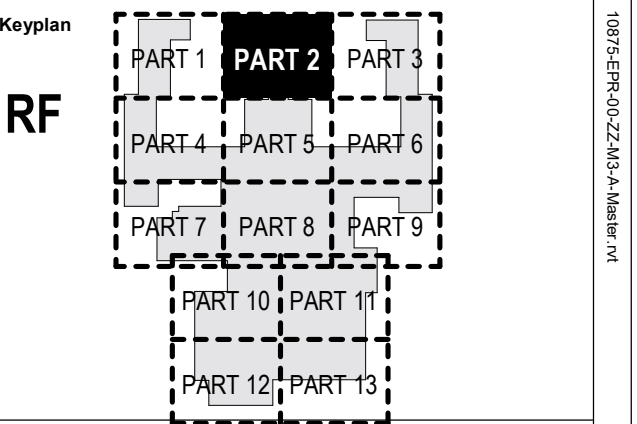 Keyplan
RF
PART 1 PART 2 PART 3
PART 4 PART 5 PART 6
PART 7 PART 8 PART 9
PART 10 PART 11
PART 12 PART 13
10875-EPR-00-ZZ-M3-A-Master.rvt